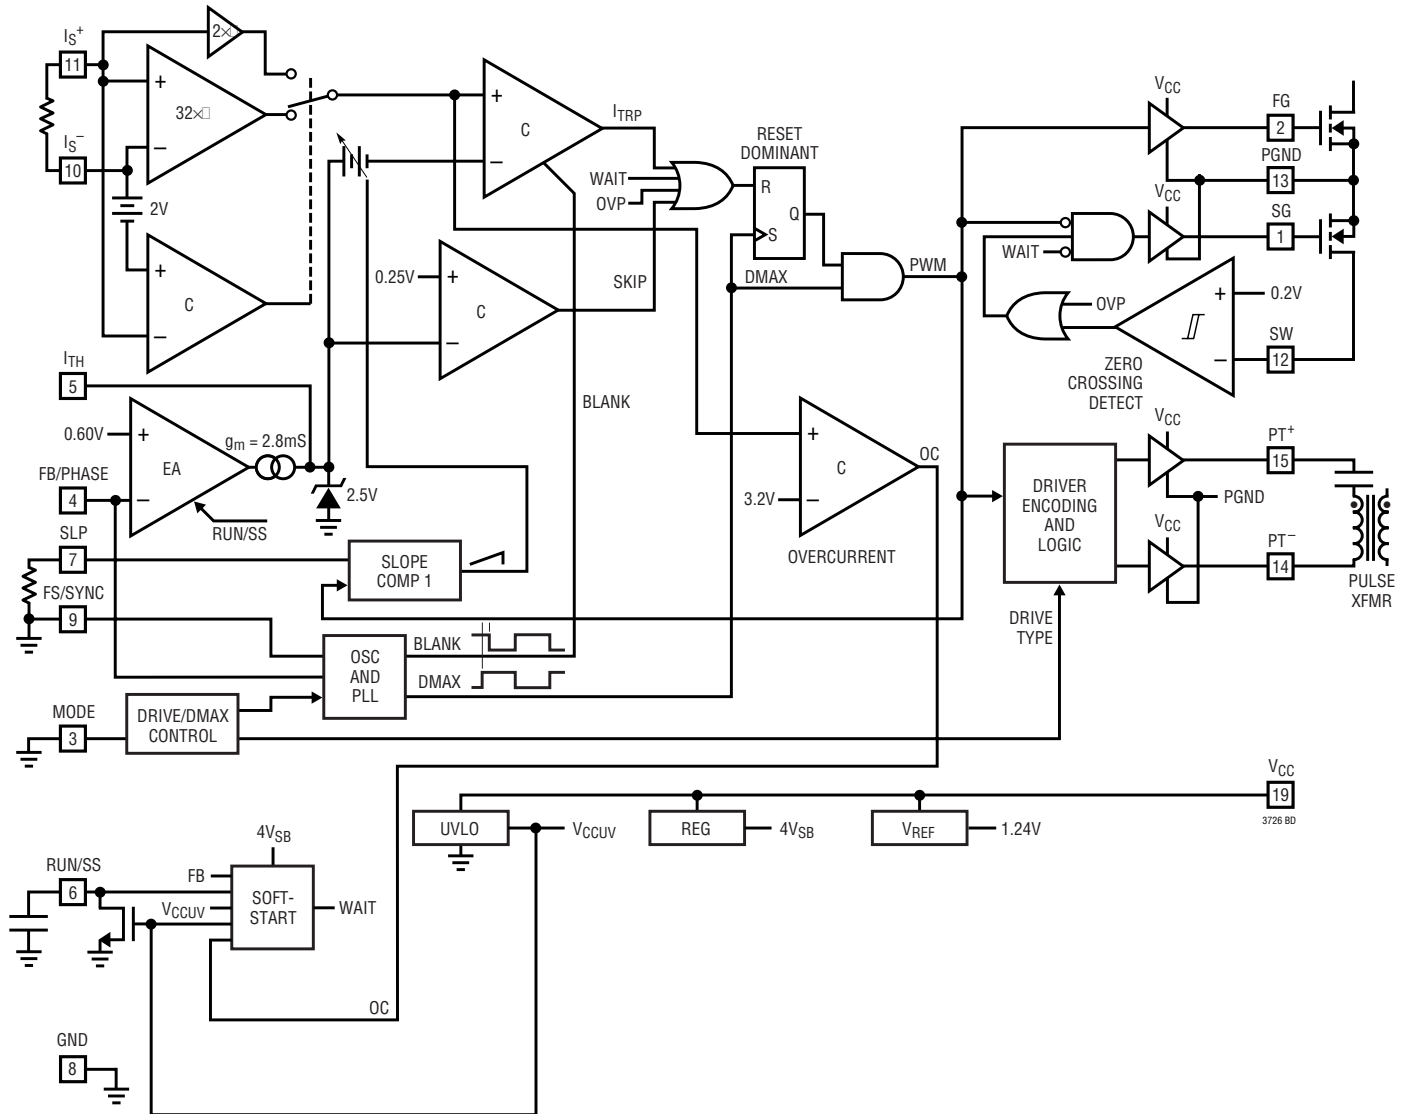 IS+
11
2×
+
32×
−
IS−
10
2V
+
C
−
ITH
5
0.60V
+
EA
−
gm = 2.8mS
FB/PHASE
4
RUN/SS
2.5V
SLP
7
FS/SYNC
9
SLOPE
COMP 1
OSC
AND
PLL
BLANK
DMAX
MODE
3
DRIVE/DMAX
CONTROL
+
C
−
ITRP
WAIT
OVP
RESET
DOMINANT
R
Q
S
0.25V
+
C
−
SKIP
DMAX
PWM
BLANK
+
C
3.2V
−
OC
OVERCURRENT
VCC
FG
2
PGND
13
VCC
SG
1
WAIT
OVP
+
0.2V
−
SW
12
ZERO
CROSSING
DETECT
DRIVER
ENCODING
AND
LOGIC
DRIVE
TYPE
VCC
PT+
15
PGND
VCC
PT−
14
PULSE
XFMR
VCC
19
3726 BD
UVLO
VCCUV
REG
4VSB
VREF
1.24V
4VSB
RUN/SS
6
FB
VCCUV
SOFT-
START
WAIT
OC
GND
8